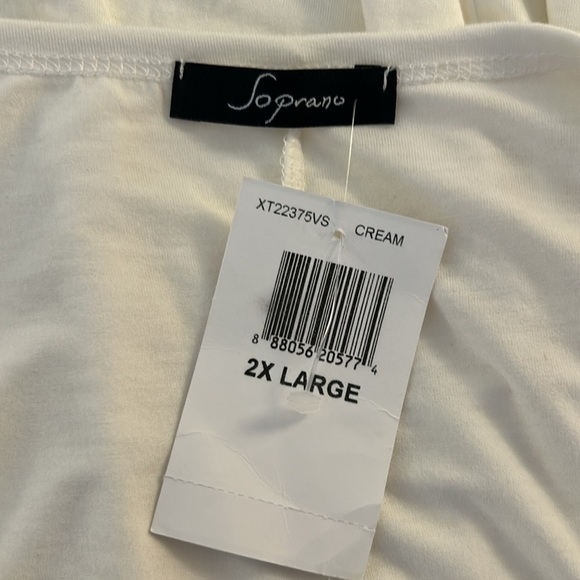 Soprano
XT22375VS CREAM
8 88056 20577 4
2X LARGE